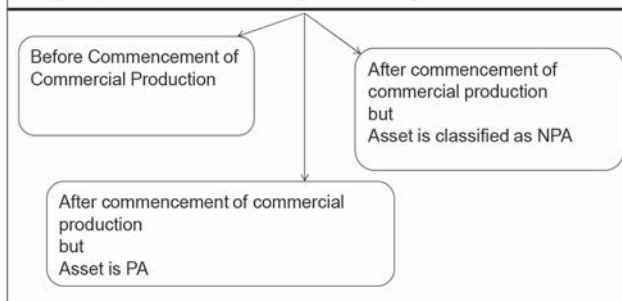 Before Commencement of
Commercial Production
After commencement of
commercial production
but
Asset is classified as NPA
After commencement of commercial
production
but
Asset is PA